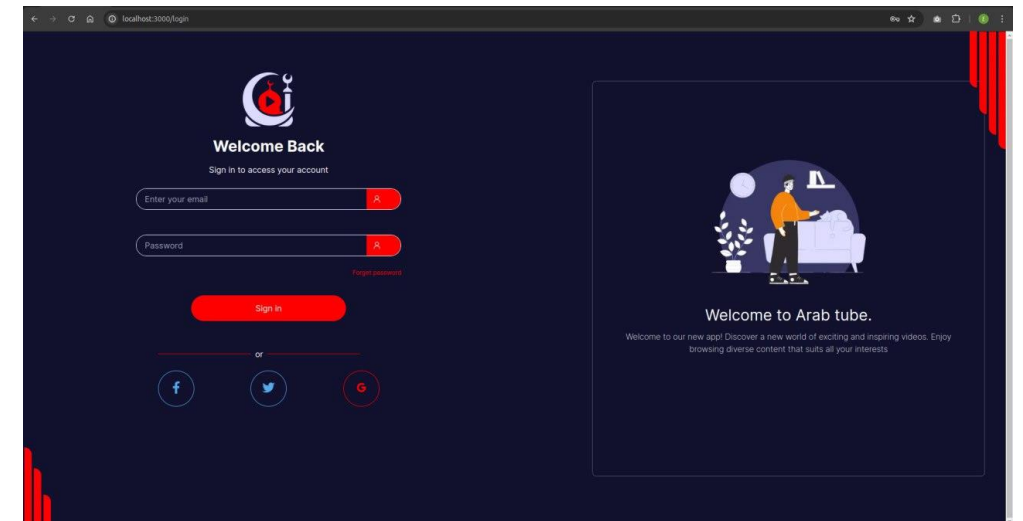 localhost:3000/login
Welcome Back
Sign in to access your account
Enter your email
Password
Forget password
Sign in
or
Welcome to Arab tube.
Welcome to our new app! Discover a new world of exciting and inspiring videos. Enjoy
browsing diverse content that suits all your interests